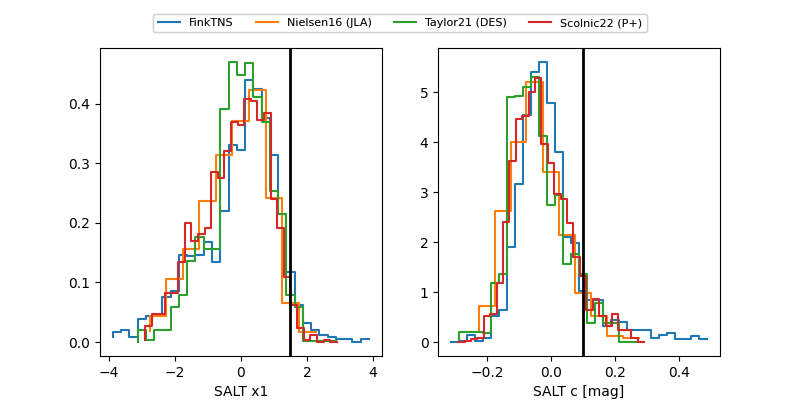 FinkTNS Nielsen16 (JLA) Taylor21 (DES) Scolnic22 (P+)
0.4
0.3
0.2
0.1
0.0
−4 −2 0 2 4
SALT x1
5
4
3
2
1
0
−0.2 0.0 0.2 0.4
SALT c [mag]